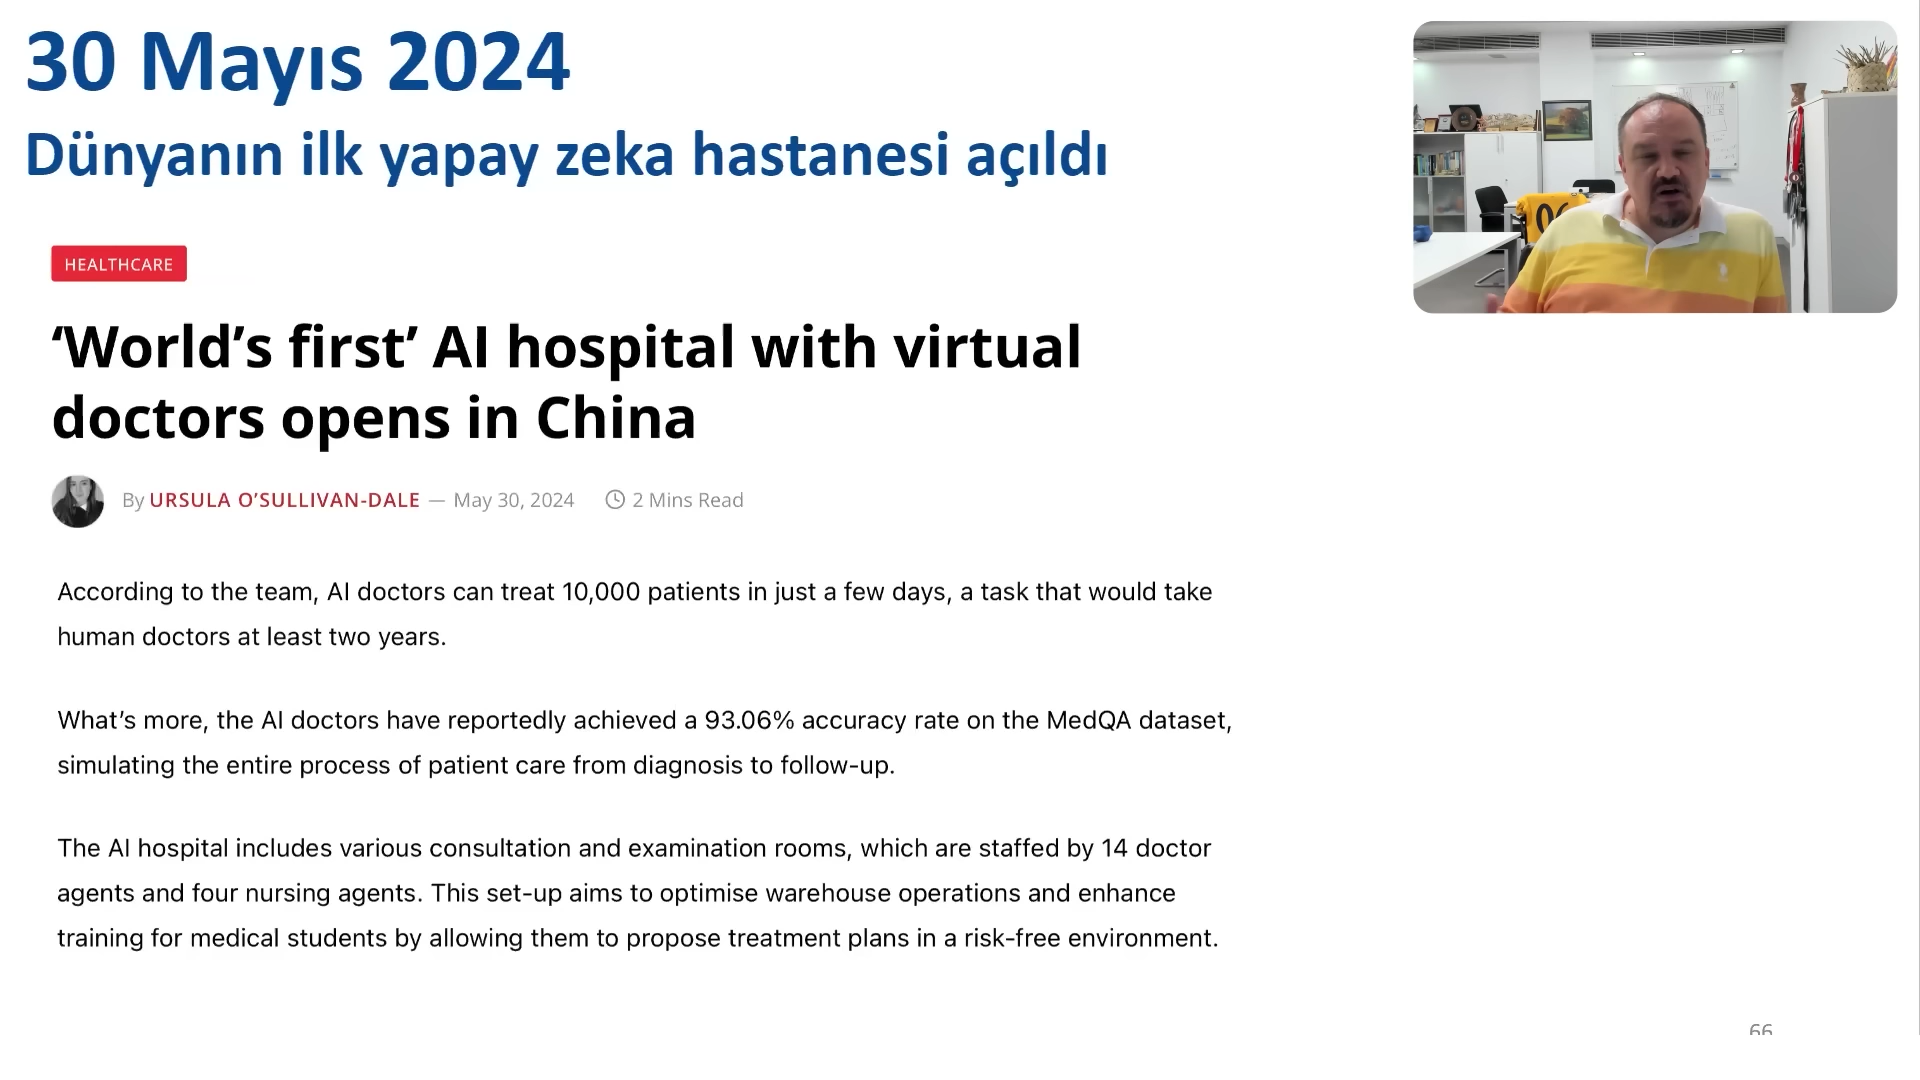 30 Mayıs 2024
Dünyanın ilk yapay zeka hastanesi açıldı
HEALTHCARE
‘World’s first’ AI hospital with virtual
doctors opens in China
By URSULA O’SULLIVAN-DALE — May 30, 2024 2 Mins Read
According to the team, AI doctors can treat 10,000 patients in just a few days, a task that would take
human doctors at least two years.
What’s more, the AI doctors have reportedly achieved a 93.06% accuracy rate on the MedQA dataset,
simulating the entire process of patient care from diagnosis to follow-up.
The AI hospital includes various consultation and examination rooms, which are staffed by 14 doctor
agents and four nursing agents. This set-up aims to optimise warehouse operations and enhance
training for medical students by allowing them to propose treatment plans in a risk-free environment.
66